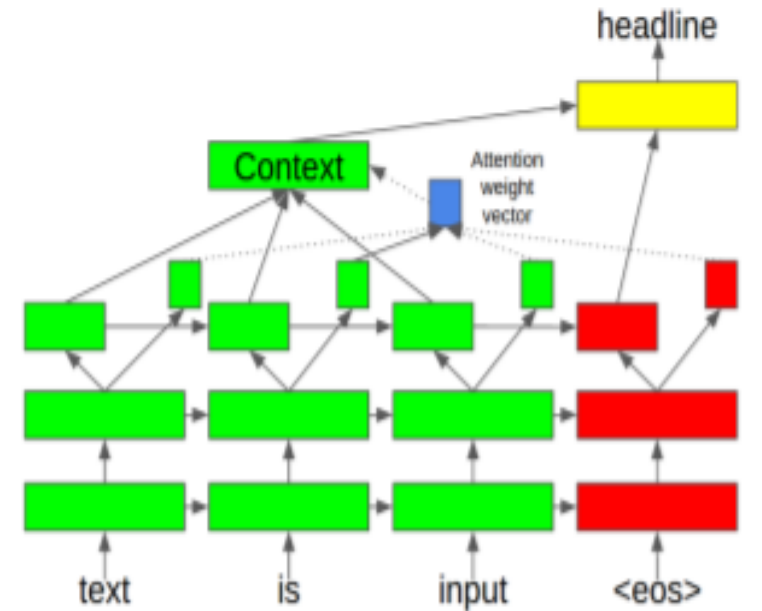 headline
Context
Attention
weight
vector
text is input <eos>